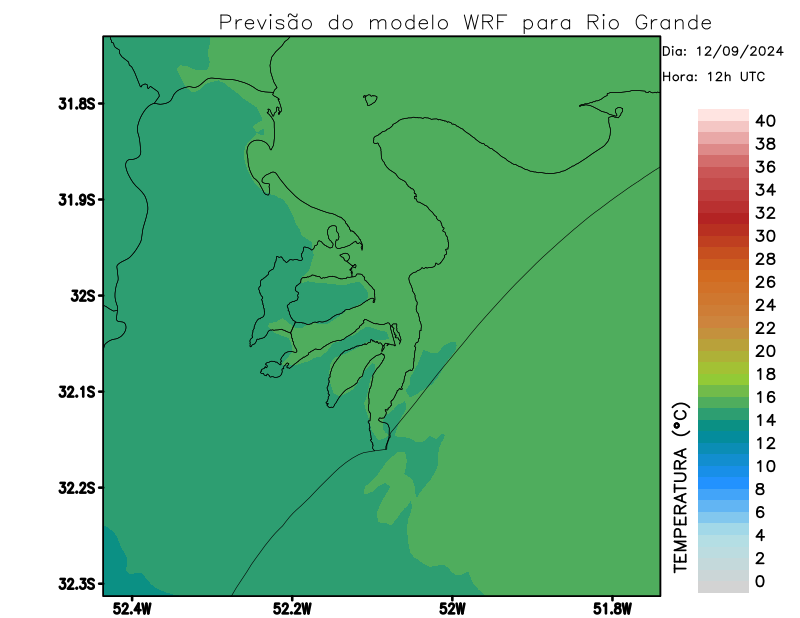 Previsão do modelo WRF para Rio Grande
Dia: 12/09/2024
Hora: 12h UTC
31.8S
31.9S
32S
32.1S
32.2S
32.3S
52.4W
52.2W
52W
51.8W
TEMPERATURA (°C)
40
38
36
34
32
30
28
26
24
22
20
18
16
14
12
10
8
6
4
2
0